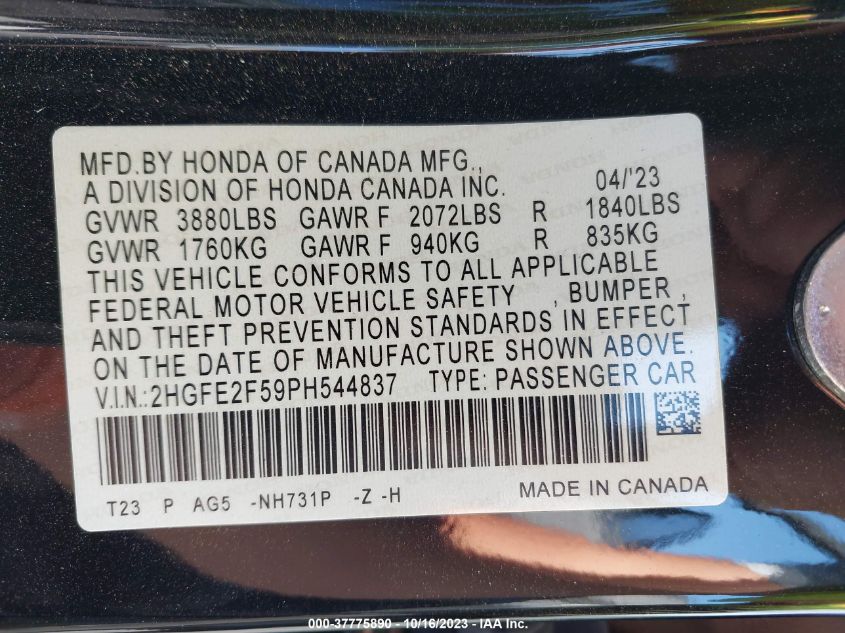 MFD.BY HONDA OF CANADA MFG.,
A DIVISION OF HONDA CANADA INC. 04/'23
GVWR 3880LBS GAWR F 2072LBS R 1840LBS
GVWR 1760KG GAWR F 940KG R 835KG
THIS VEHICLE CONFORMS TO ALL APPLICABLE
FEDERAL MOTOR VEHICLE SAFETY , BUMPER ,
AND THEFT PREVENTION STANDARDS IN EFFECT
ON THE DATE OF MANUFACTURE SHOWN ABOVE.
V.I.N.:2HGFE2F59PH544837 TYPE: PASSENGER CAR
T23 P AG5 -NH731P -Z -H MADE IN CANADA
000-37775890 - 10/16/2023 - IAA Inc.